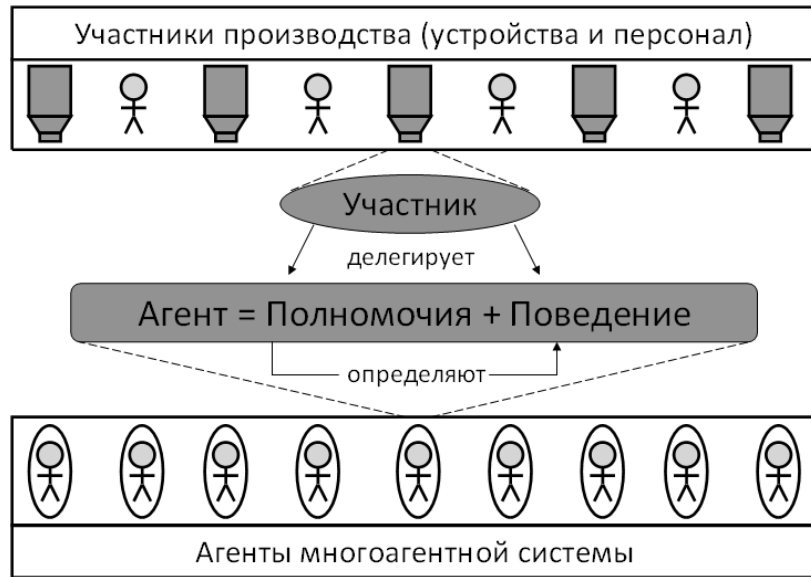 Участники производства (устройства и персонал)
Участник
делегирует
Агент = Полномочия + Поведение
определяют
Агенты многоагентной системы